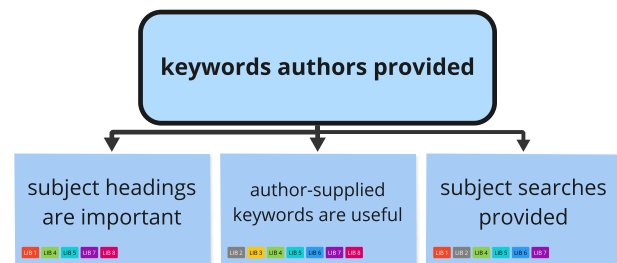 keywords authors provided
subject headings
are important
LIB 1 LIB 4 LIB 5 LIB 7 LIB 8
author-supplied
keywords are useful
LIB 2 LIB 3 LIB 4 LIB 5 LIB 6 LIB 7 LIB 8
subject searches
provided
LIB 1 LIB 2 LIB 4 LIB 5 LIB 6 LIB 7